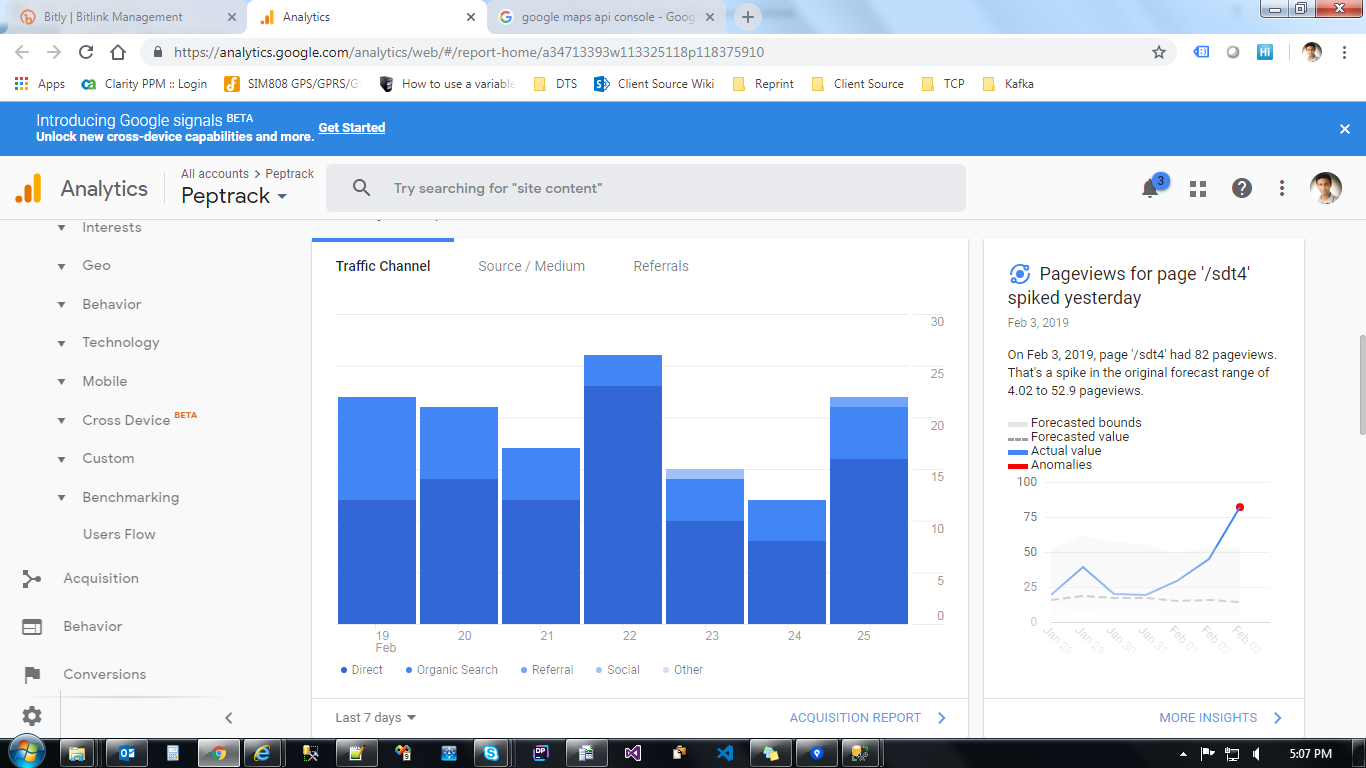 Bitly | Bitlink Management
Analytics
google maps api console - Goog
https://analytics.google.com/analytics/web/#/report-home/a34713393w113325118p118375910
Apps
Clarity PPM :: Login
SIM808 GPS/GPRS/G
How to use a variable
DTS
Client Source Wiki
Reprint
Client Source
TCP
Kafka
Introducing Google signals BETA
Unlock new cross-device capabilities and more. Get Started
Analytics
All accounts > Peptrack
Peptrack
Try searching for "site content"
3
Interests
Geo
Behavior
Technology
Mobile
Cross Device BETA
Custom
Benchmarking
Users Flow
Acquisition
Behavior
Conversions
Traffic Channel
Source / Medium
Referrals
30
25
20
15
10
5
0
19 20 21 22 23 24 25
Feb
Direct Organic Search Referral Social Other
Last 7 days
ACQUISITION REPORT
Pageviews for page '/sdt4'
spiked yesterday
Feb 3, 2019
On Feb 3, 2019, page '/sdt4' had 82 pageviews.
That's a spike in the original forecast range of
4.02 to 52.9 pageviews.
Forecasted bounds
Forecasted value
Actual value
Anomalies
100
75
50
25
0
Jan 28 Jan 29 Jan 30 Jan 31 Feb 01 Feb 02 Feb 03
MORE INSIGHTS
5:07 PM